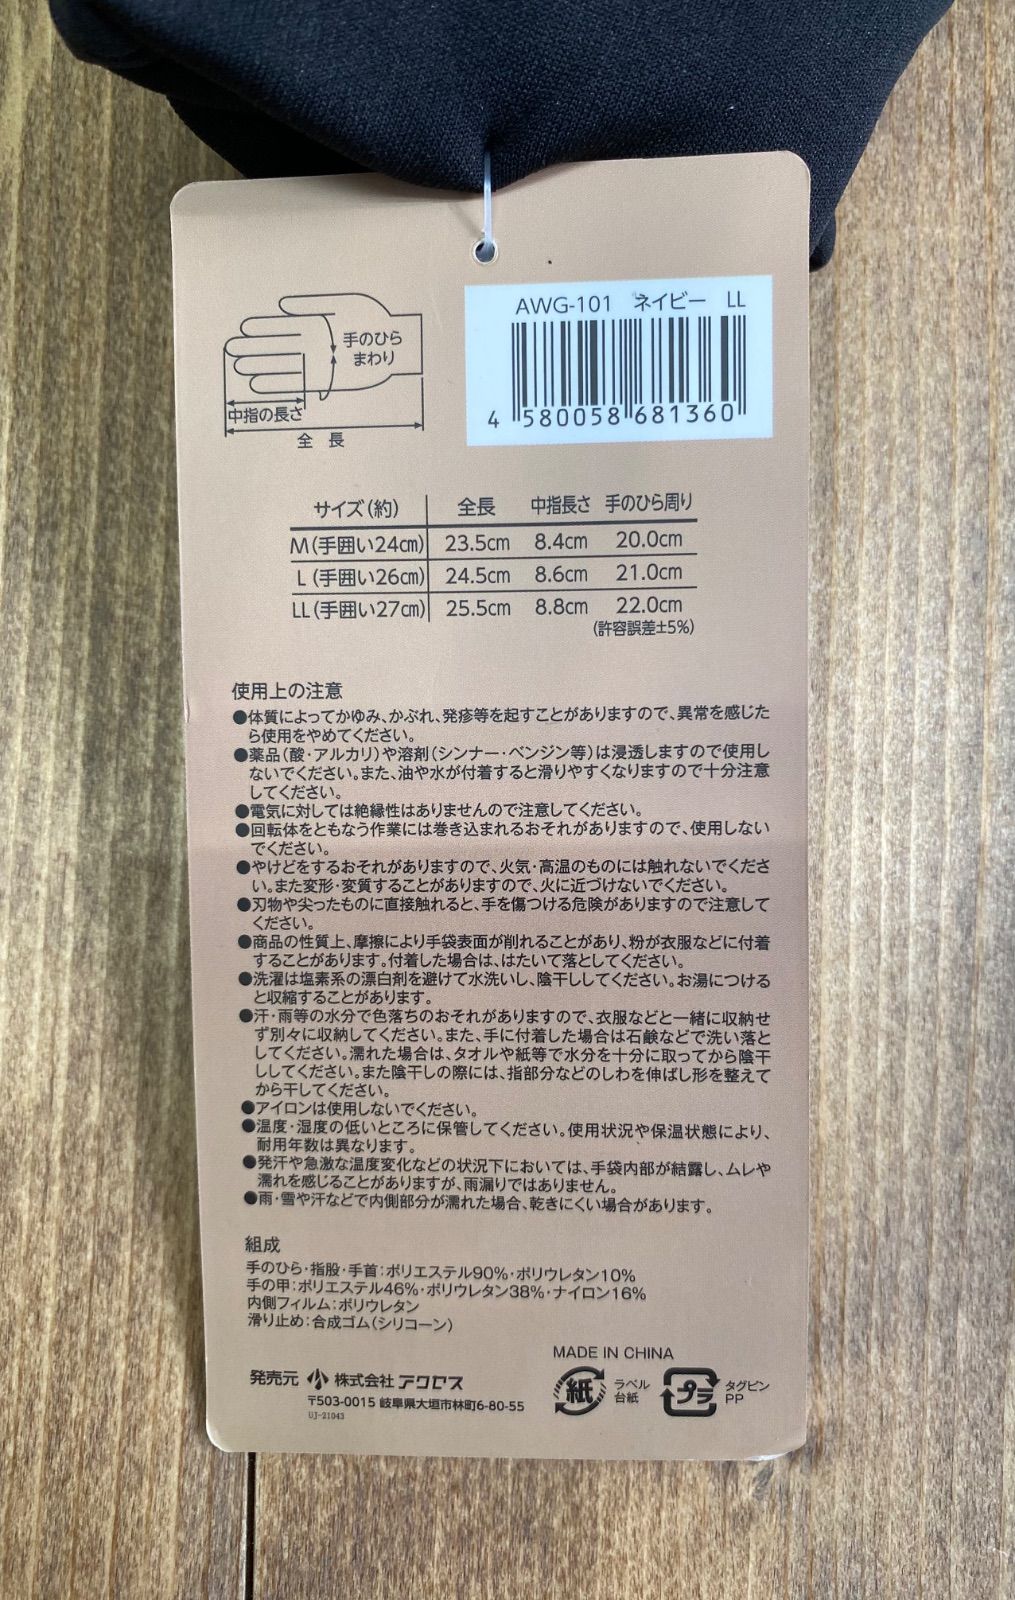 AWG-101 ネイビー LL
4 580058 681360
手のひら
まわり
中指の長さ
全 長
サイズ(約) 全長 中指長さ 手のひら周り
M(手囲い24cm) 23.5cm 8.4cm 20.0cm
L(手囲い26cm) 24.5cm 8.6cm 21.0cm
LL(手囲い27cm) 25.5cm 8.8cm 22.0cm
(許容誤差±5%)
使用上の注意
●体質によってかゆみ、かぶれ、発疹等を起すことがありますので、異常を感じた
ら使用をやめてください。
●薬品(酸・アルカリ)や溶剤(シンナー・ベンジン等)は浸透しますので使用し
ないでください。また、油や水が付着すると滑りやすくなりますので十分注意
してください。
●電気に対しては絶縁性はありませんので注意してください。
●回転体をともなう作業には巻き込まれるおそれがありますので、使用しない
でください。
●やけどをするおそれがありますので、火気・高温のものには触れないでくださ
い。また変形・変質することがありますので、火に近づけないでください。
●刃物や尖ったものに直接触れると、手を傷つける危険がありますので注意して
ください。
●商品の性質上、摩擦により手袋表面が削れることがあり、粉が衣服などに付着
することがあります。付着した場合は、はたいて落としてください。
●洗濯は塩素系の漂白剤を避けて水洗いし、陰干ししてください。お湯につける
と収縮することがあります。
●汗・雨等の水分で色落ちのおそれがありますので、衣服などと一緒に収納せ
ず別々に収納してください。また、手に付着した場合は石鹸などで洗い落と
してください。濡れた場合は、タオルや紙等で水分を十分に取ってから陰干
ししてください。また陰干しの際には、指部分などのしわを伸ばし形を整えて
から干してください。
●アイロンは使用しないでください。
●温度・湿度の低いところに保管してください。使用状況や保温状態により、
耐用年数は異なります。
●発汗や急激な温度変化などの状況下においては、手袋内部が結露し、ムレや
濡れを感じることがありますが、雨漏りではありません。
●雨・雪や汗などで内側部分が濡れた場合、乾きにくい場合があります。
組成
手のひら・指股・手首:ポリエステル90%・ポリウレタン10%
手の甲:ポリエステル46%・ポリウレタン38%・ナイロン16%
内側フィルム:ポリウレタン
滑り止め:合成ゴム(シリコーン)
MADE IN CHINA
発売元 株式会社アクセス
〒503-0015 岐阜県大垣市林町6-80-55
UJ-21043
紙 ラベル
台紙
プラ タグピン
PP